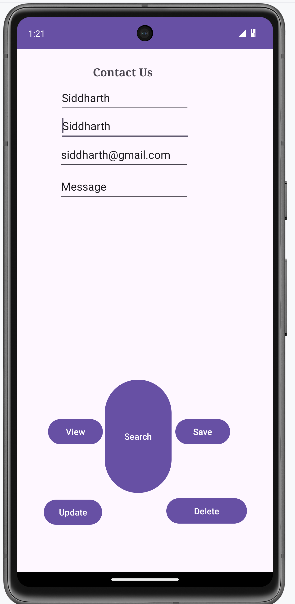 1:21
Contact Us
Siddharth
Siddharth
siddharth@gmail.com
Message
View Search Save
Update Delete